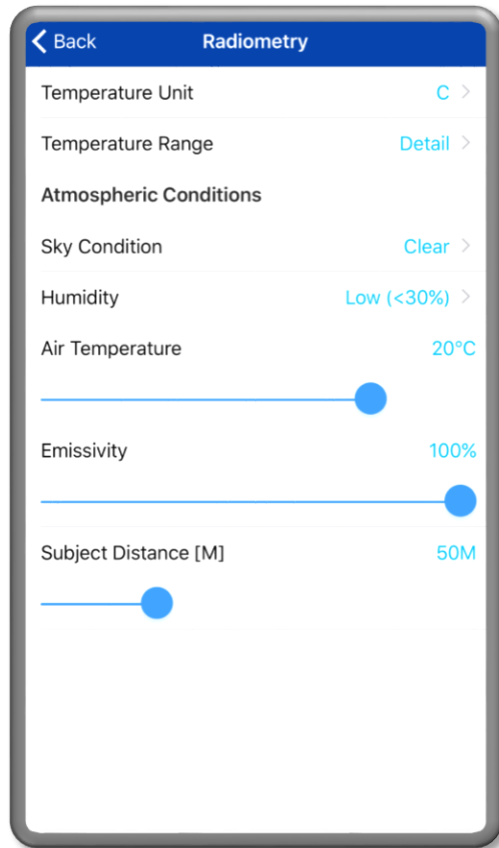 Back Radiometry
Temperature Unit C
Temperature Range Detail
Atmospheric Conditions
Sky Condition Clear
Humidity Low (<30%)
Air Temperature 20°C
Emissivity 100%
Subject Distance [M] 50M